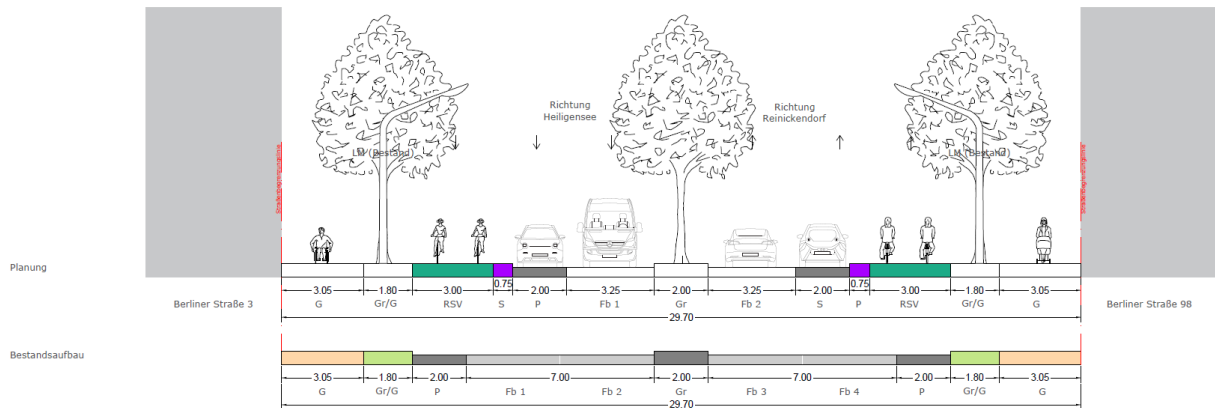 Richtung
Heiligensee
Richtung
Reinickendorf
LM (Bestand)
LM (Bestand)
Straßenbegrenzungslinie
Straßenbegrenzungslinie
Planung
0.75
0.75
3.05 1.80 3.00 2.00 3.25 2.00 3.25 2.00 3.00 1.80 3.05
Berliner Straße 3 G Gr/G RSV S P Fb 1 Gr Fb 2 S P RSV Gr/G G Berliner Straße 98
29.70
Bestandsaufbau
3.05 1.80 2.00 7.00 2.00 7.00 2.00 1.80 3.05
G Gr/G P Fb 1 Fb 2 Gr Fb 3 Fb 4 P Gr/G G
29.70